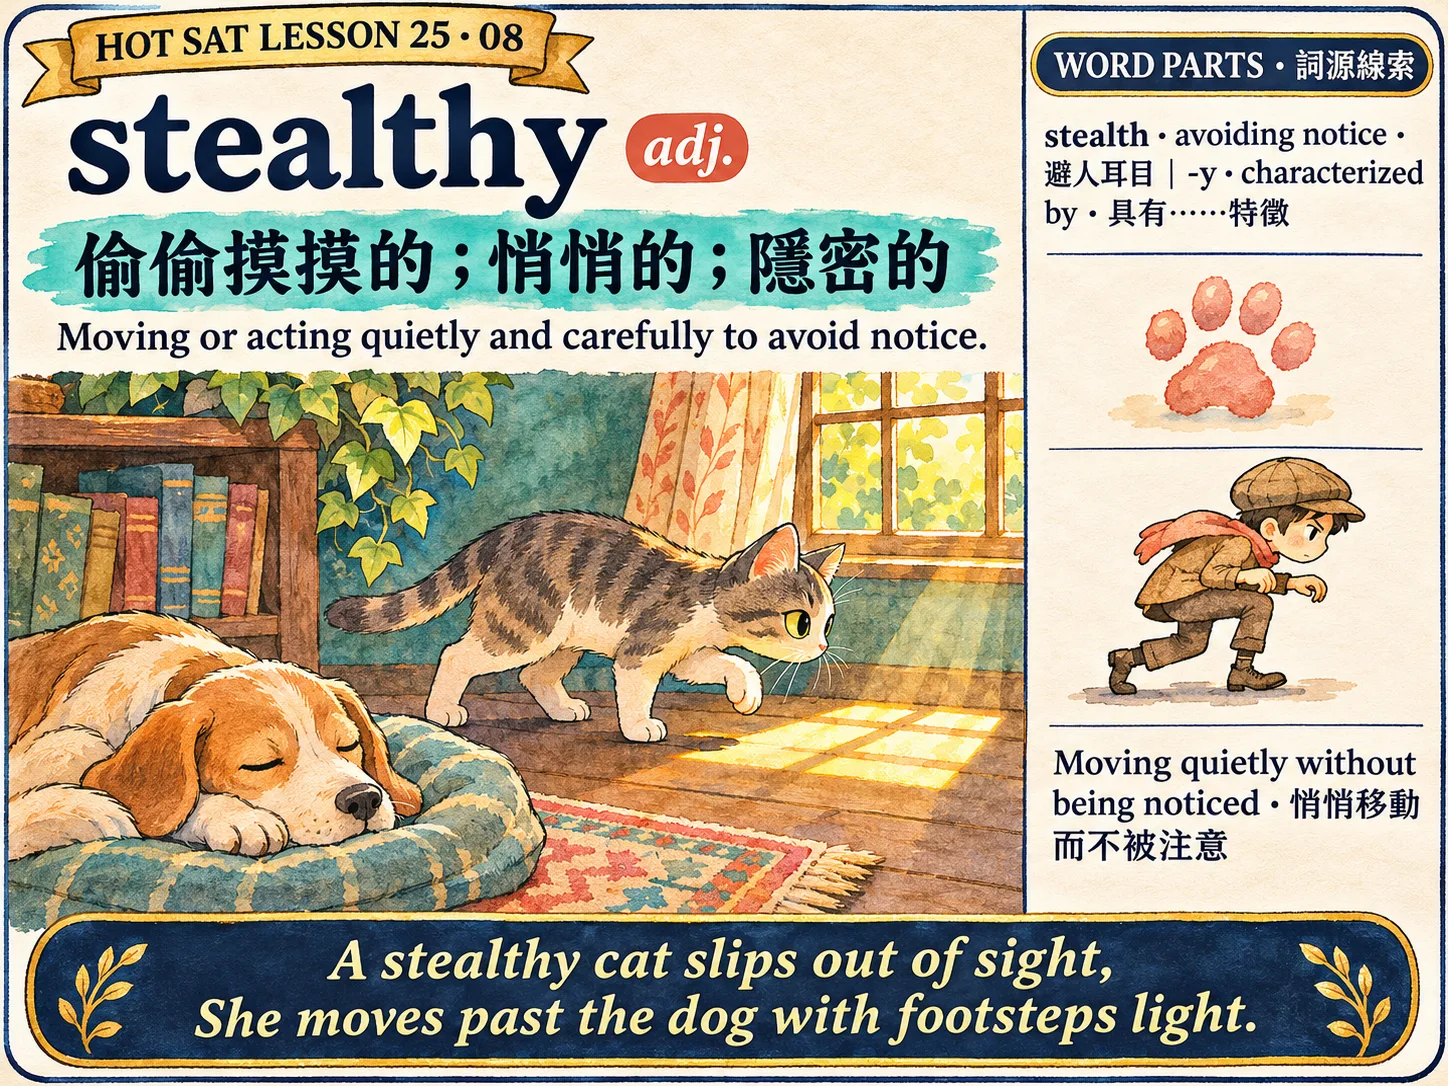 HOT SAT LESSON 25 · 08
stealthy adj.
偷偷摸摸的；悄悄的；隱密的
Moving or acting quietly and carefully to avoid notice.
WORD PARTS · 詞源線索
stealth · avoiding notice ·
避人耳目 | -y · characterized
by · 具有……特徵
Moving quietly without
being noticed · 悄悄移動
而不被注意
A stealthy cat slips out of sight,
She moves past the dog with footsteps light.